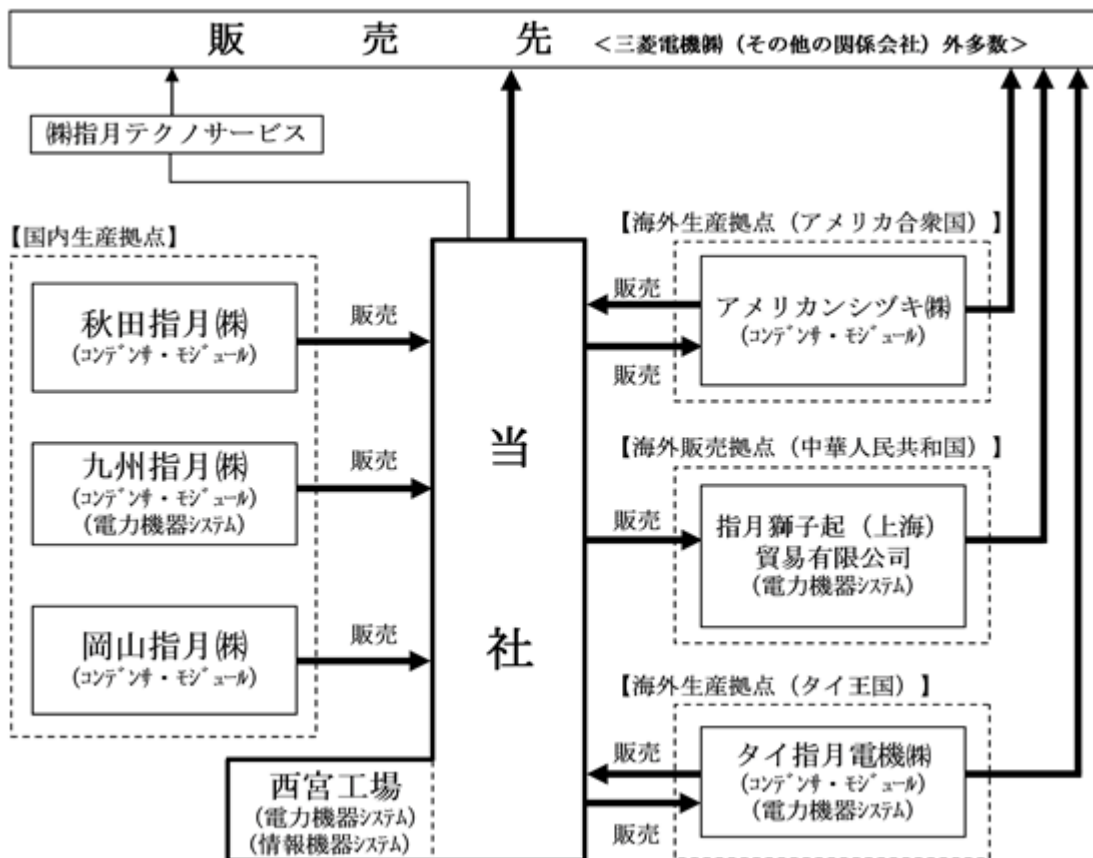 販売先 <三菱電機㈱(その他の関係会社)外多数>
㈱指月テクノサービス
【国内生産拠点】
秋田指月㈱
(コンデンサ・モジュール)
販売
九州指月㈱
(コンデンサ・モジュール)
(電力機器システム)
販売
岡山指月㈱
(コンデンサ・モジュール)
販売
西宮工場
(電力機器システム)
(情報機器システム)
当社
【海外生産拠点(アメリカ合衆国)】
販売
販売
アメリカンシヅキ㈱
(コンデンサ・モジュール)
【海外販売拠点(中華人民共和国)】
販売
指月獅子起(上海)
貿易有限公司
(電力機器システム)
【海外生産拠点(タイ王国)】
販売
販売
タイ指月電機㈱
(コンデンサ・モジュール)
(電力機器システム)